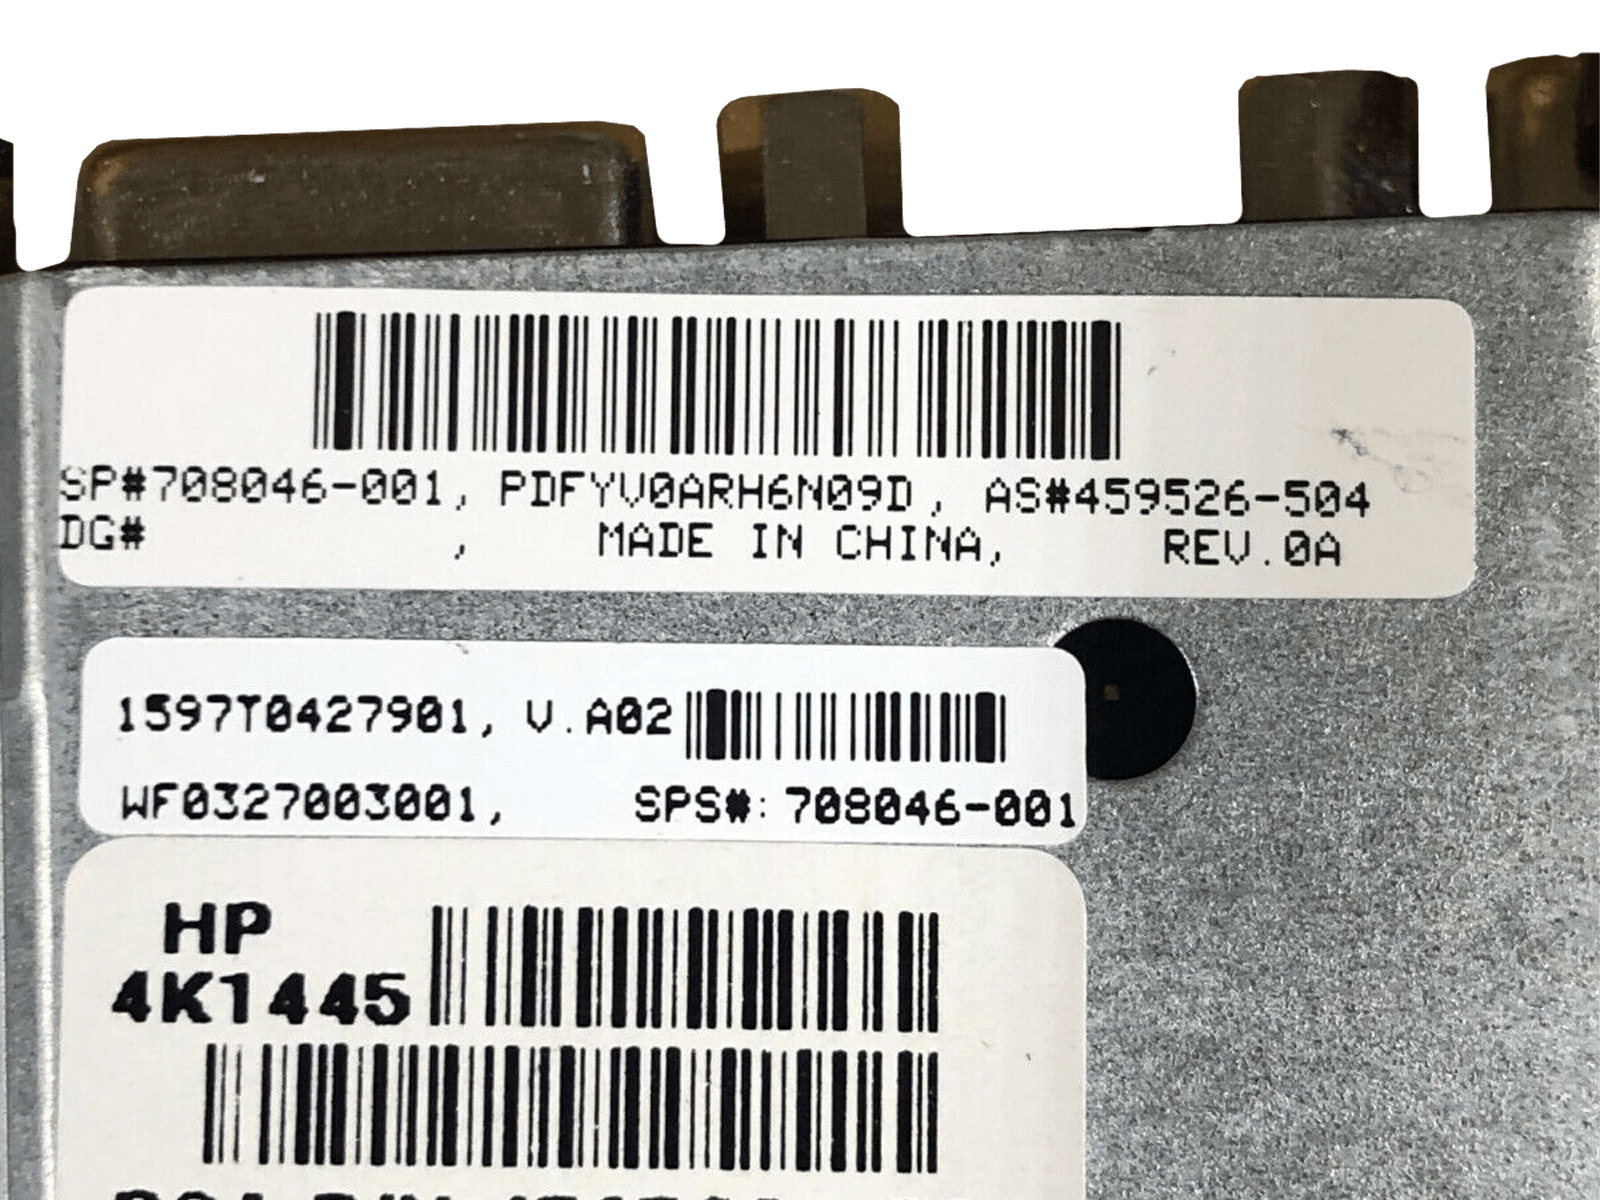 SP#708046-001, PDFYV0ARH6N09D, AS#459526-504
DG# , MADE IN CHINA, REV.0A
1597T0427901, V.A02
WF0327003001, SPS#: 708046-001
HP
4K1445